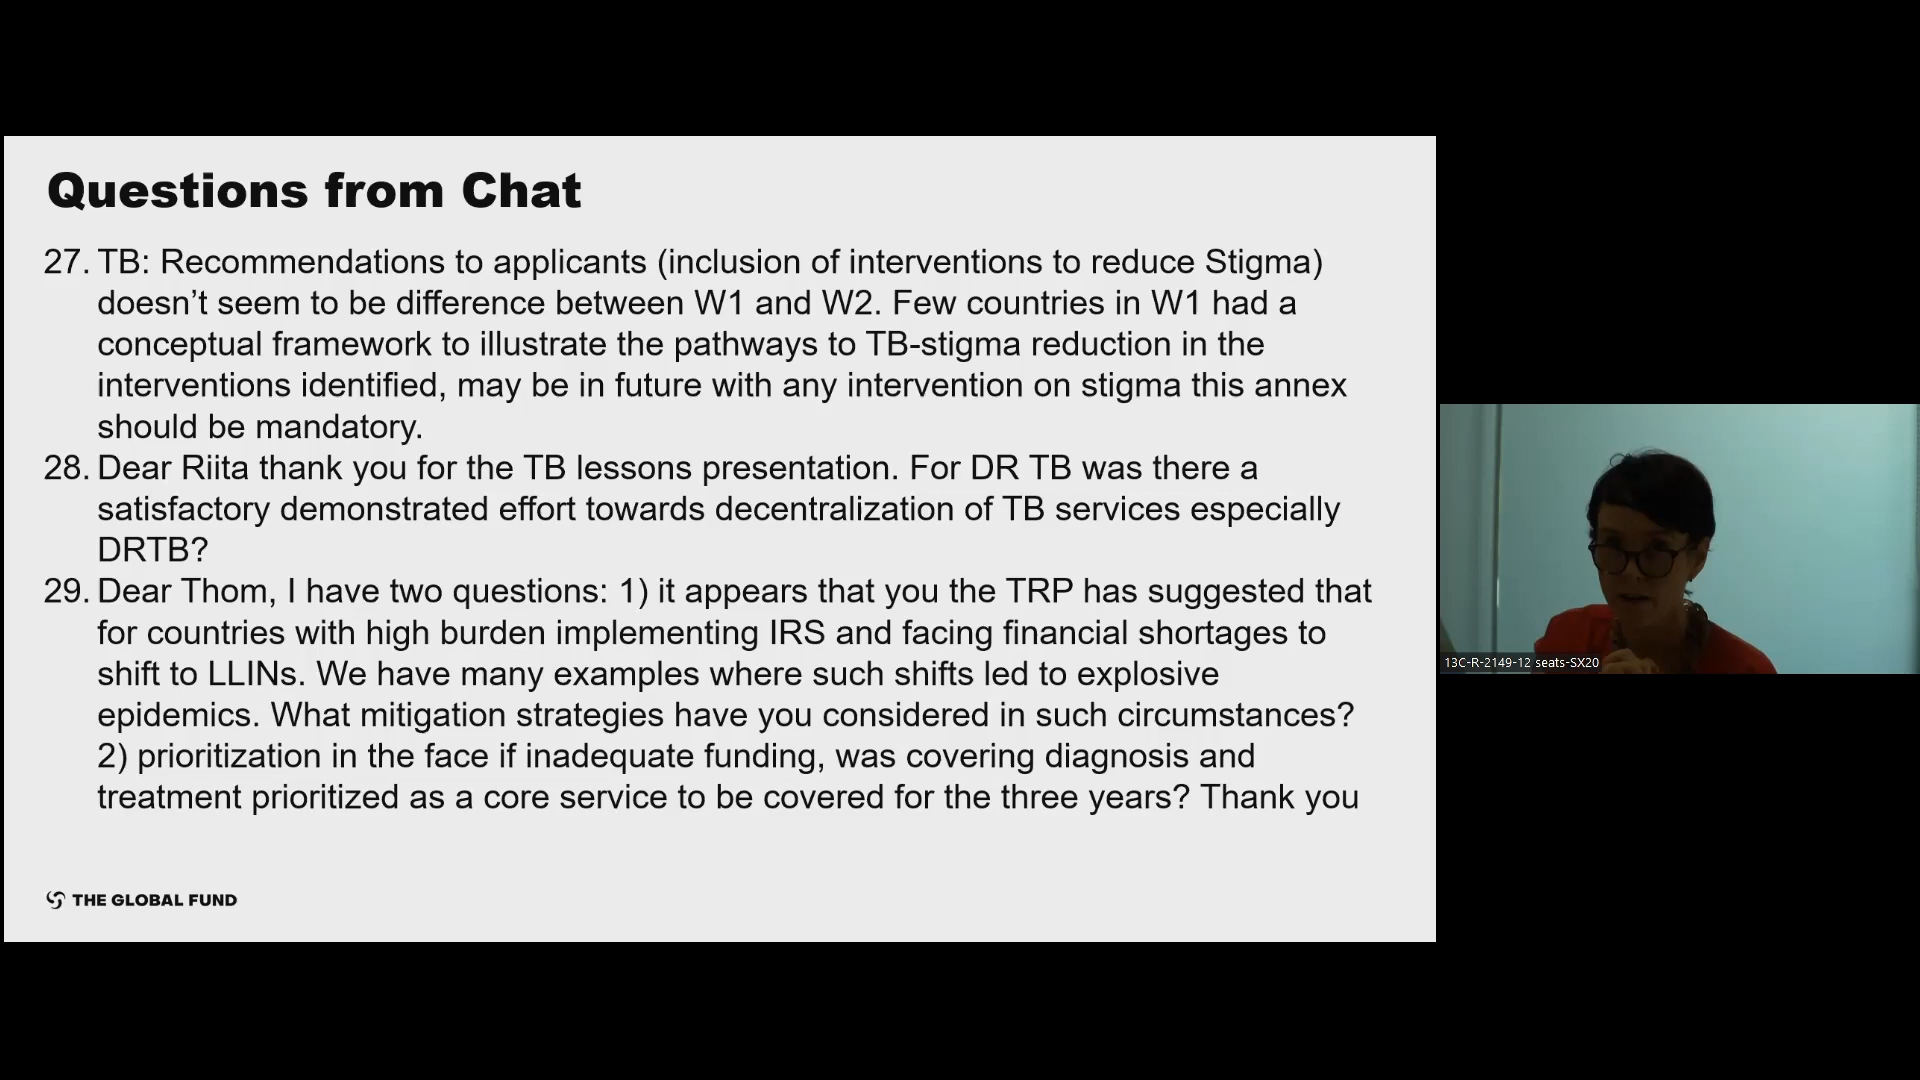 Questions from Chat
27. TB: Recommendations to applicants (inclusion of interventions to reduce Stigma)
doesn’t seem to be difference between W1 and W2. Few countries in W1 had a
conceptual framework to illustrate the pathways to TB-stigma reduction in the
interventions identified, may be in future with any intervention on stigma this annex
should be mandatory.
28. Dear Riita thank you for the TB lessons presentation. For DR TB was there a
satisfactory demonstrated effort towards decentralization of TB services especially
DRTB?
29. Dear Thom, I have two questions: 1) it appears that you the TRP has suggested that
for countries with high burden implementing IRS and facing financial shortages to
shift to LLINs. We have many examples where such shifts led to explosive
epidemics. What mitigation strategies have you considered in such circumstances?
2) prioritization in the face if inadequate funding, was covering diagnosis and
treatment prioritized as a core service to be covered for the three years? Thank you
THE GLOBAL FUND
13C-R-2149-12 seats-SX20